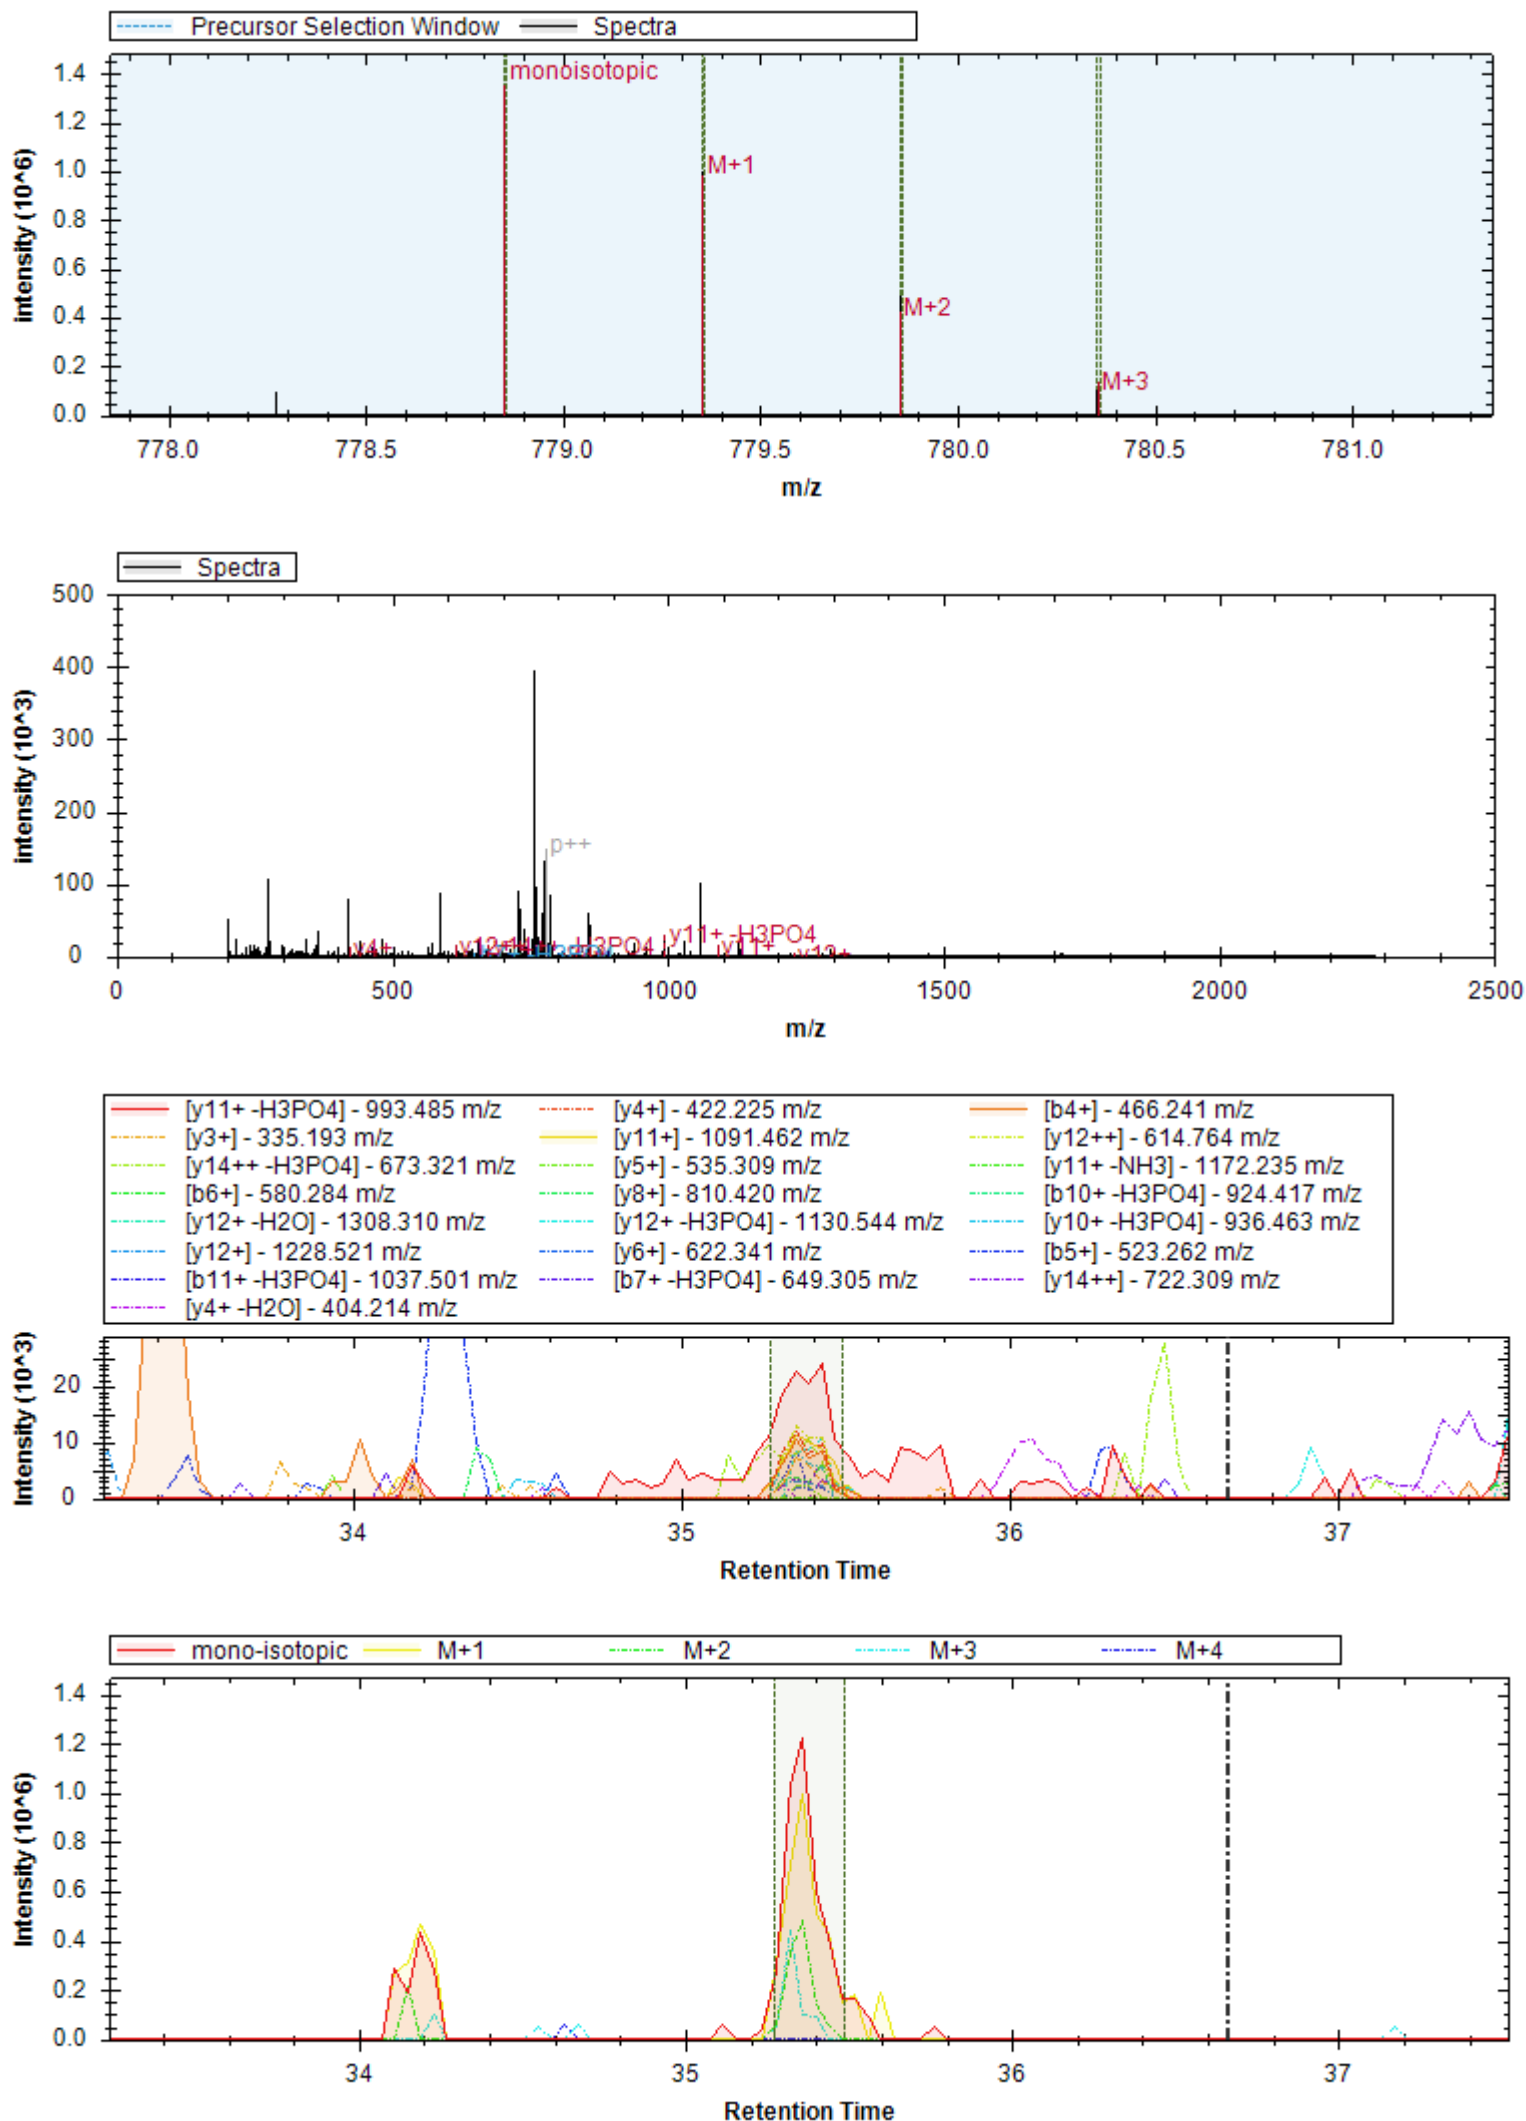 Precursor Selection Window Spectra
1.4
1.2
1.0
0.8
0.6
0.4
0.2
0.0
intensity (10^6)
monoisotopic
M+1
M+2
M+3
778.0 778.5 779.0 779.5 780.0 780.5 781.0
m/z
Spectra
500
400
300
200
100
0
intensity (10^3)
p++
y11+ -H3PO4
y4+
-H3PO4
y11+
0 500 1000 1500 2000 2500
m/z
[y11+ -H3PO4] - 993.485 m/z [y4+] - 422.225 m/z [b4+] - 466.241 m/z
[y3+] - 335.193 m/z [y11+] - 1091.462 m/z [y12++] - 614.764 m/z
[y14++ -H3PO4] - 673.321 m/z [y5+] - 535.309 m/z [y11+ -NH3] - 1172.235 m/z
[b6+] - 580.284 m/z [y8+] - 810.420 m/z [b10+ -H3PO4] - 924.417 m/z
[y12+ -H2O] - 1308.310 m/z [y12+ -H3PO4] - 1130.544 m/z [y10+ -H3PO4] - 936.463 m/z
[y12+] - 1228.521 m/z [y6+] - 622.341 m/z [b5+] - 523.262 m/z
[b11+ -H3PO4] - 1037.501 m/z [b7+ -H3PO4] - 649.305 m/z [y14++] - 722.309 m/z
[y4+ -H2O] - 404.214 m/z
20
10
0
Intensity (10^3)
34 35 36 37
Retention Time
mono-isotopic M+1 M+2 M+3 M+4
1.4
1.2
1.0
0.8
0.6
0.4
0.2
0.0
Intensity (10^6)
34 35 36 37
Retention Time